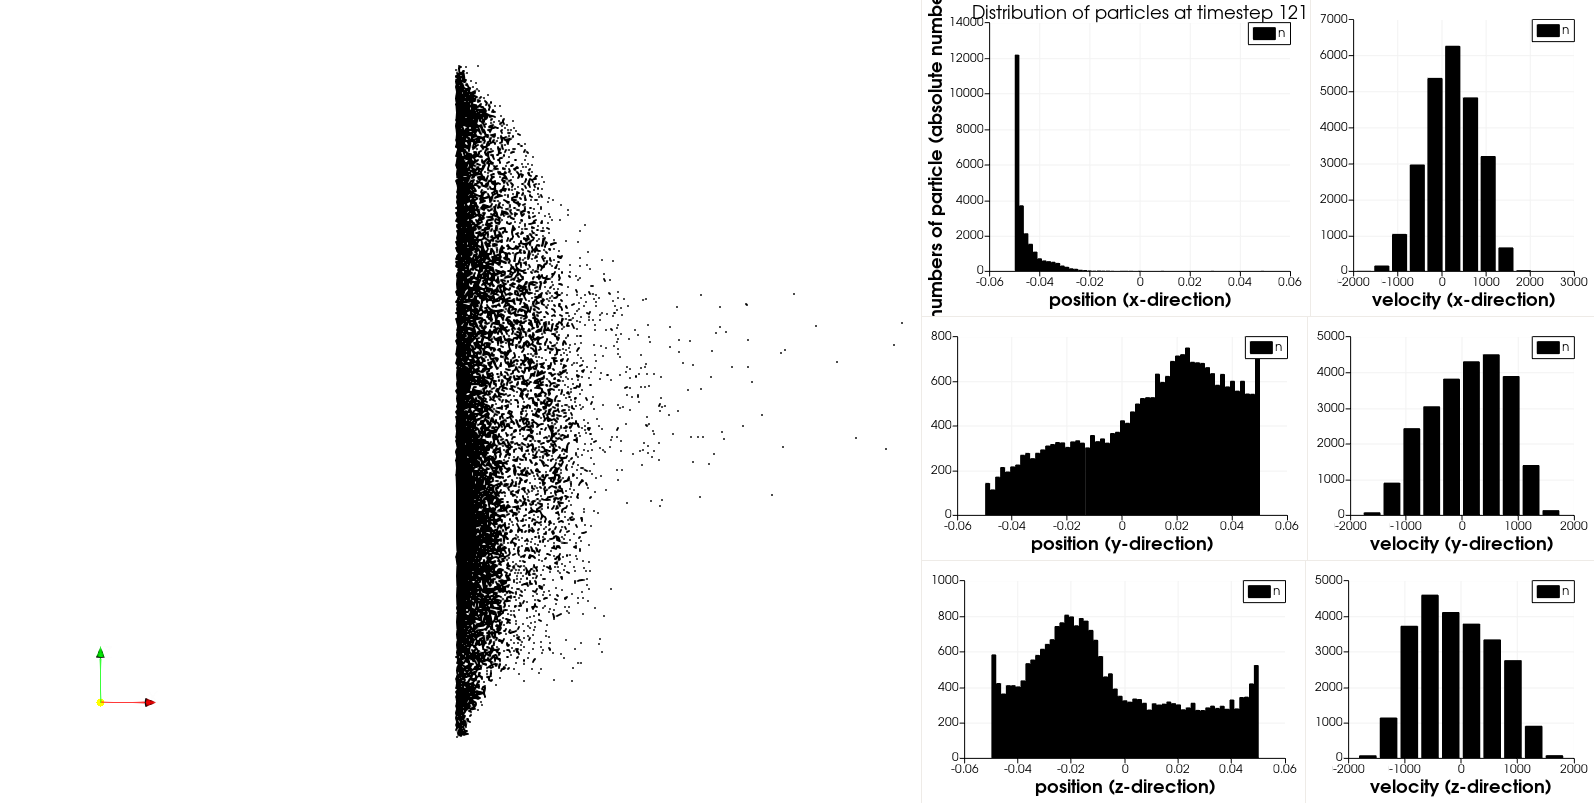 Distribution of particles at timestep 121
numbers of particle (absolute numbe
14000
12000
10000
8000
6000
4000
2000
0
-0.06 -0.04 -0.02 0 0.02 0.04 0.06
position (x-direction)
n
7000
6000
5000
4000
3000
2000
1000
0
-2000 -1000 0 1000 2000 3000
velocity (x-direction)
n
800
600
400
200
0
-0.06 -0.04 -0.02 0 0.02 0.04 0.06
position (y-direction)
n
5000
4000
3000
2000
1000
0
-2000 -1000 0 1000 2000
velocity (y-direction)
n
1000
800
600
400
200
0
-0.06 -0.04 -0.02 0 0.02 0.04 0.06
position (z-direction)
n
5000
4000
3000
2000
1000
0
-2000 -1000 0 1000 2000
velocity (z-direction)
n